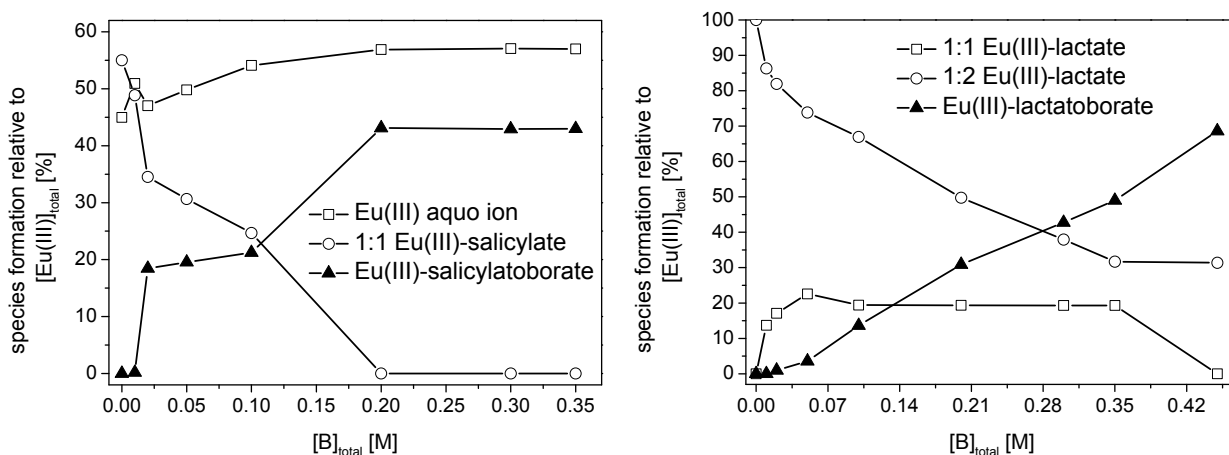 species formation relative to
[Eu(III)]total [%]
60
50
40
30
20
10
0
Eu(III) aquo ion
1:1 Eu(III)-salicylate
Eu(III)-salicylatoborate
0.00 0.05 0.10 0.15 0.20 0.25 0.30 0.35
[B]total [M]
species formation relative to
[Eu(III)]total [%]
100
90
80
70
60
50
40
30
20
10
0
1:1 Eu(III)-lactate
1:2 Eu(III)-lactate
Eu(III)-lactatoborate
0.00 0.07 0.14 0.21 0.28 0.35 0.42
[B]total [M]